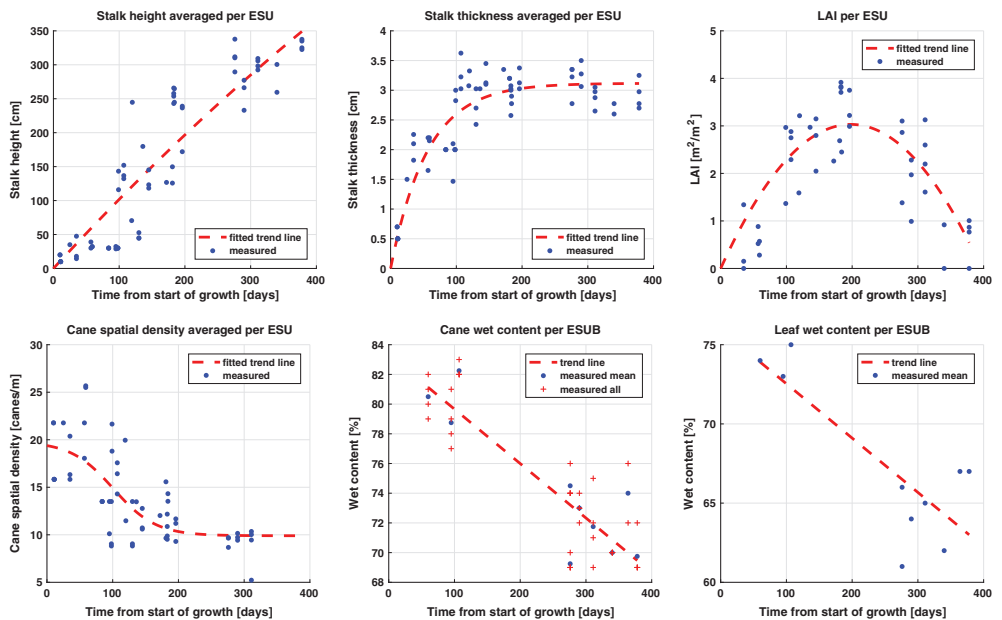 Stalk height averaged per ESU
350
300
250
200
150
100
50
0
Stalk height [cm]
fitted trend line
measured
0 100 200 300 400
Time from start of growth [days]
Stalk thickness averaged per ESU
4
3.5
3
2.5
2
1.5
1
0.5
0
Stalk thickness [cm]
fitted trend line
measured
0 100 200 300 400
Time from start of growth [days]
LAI per ESU
5
4
3
2
1
0
LAI [m²/m²]
fitted trend line
measured
0 100 200 300 400
Time from start of growth [days]
Cane spatial density averaged per ESU
30
25
20
15
10
5
Cane spatial density [canes/m]
fitted trend line
measured
0 100 200 300 400
Time from start of growth [days]
Cane wet content per ESUB
84
82
80
78
76
74
72
70
68
Wet content [%]
trend line
measured mean
measured all
0 100 200 300 400
Time from start of growth [days]
Leaf wet content per ESUB
75
70
65
60
Wet content [%]
trend line
measured mean
0 100 200 300 400
Time from start of growth [days]